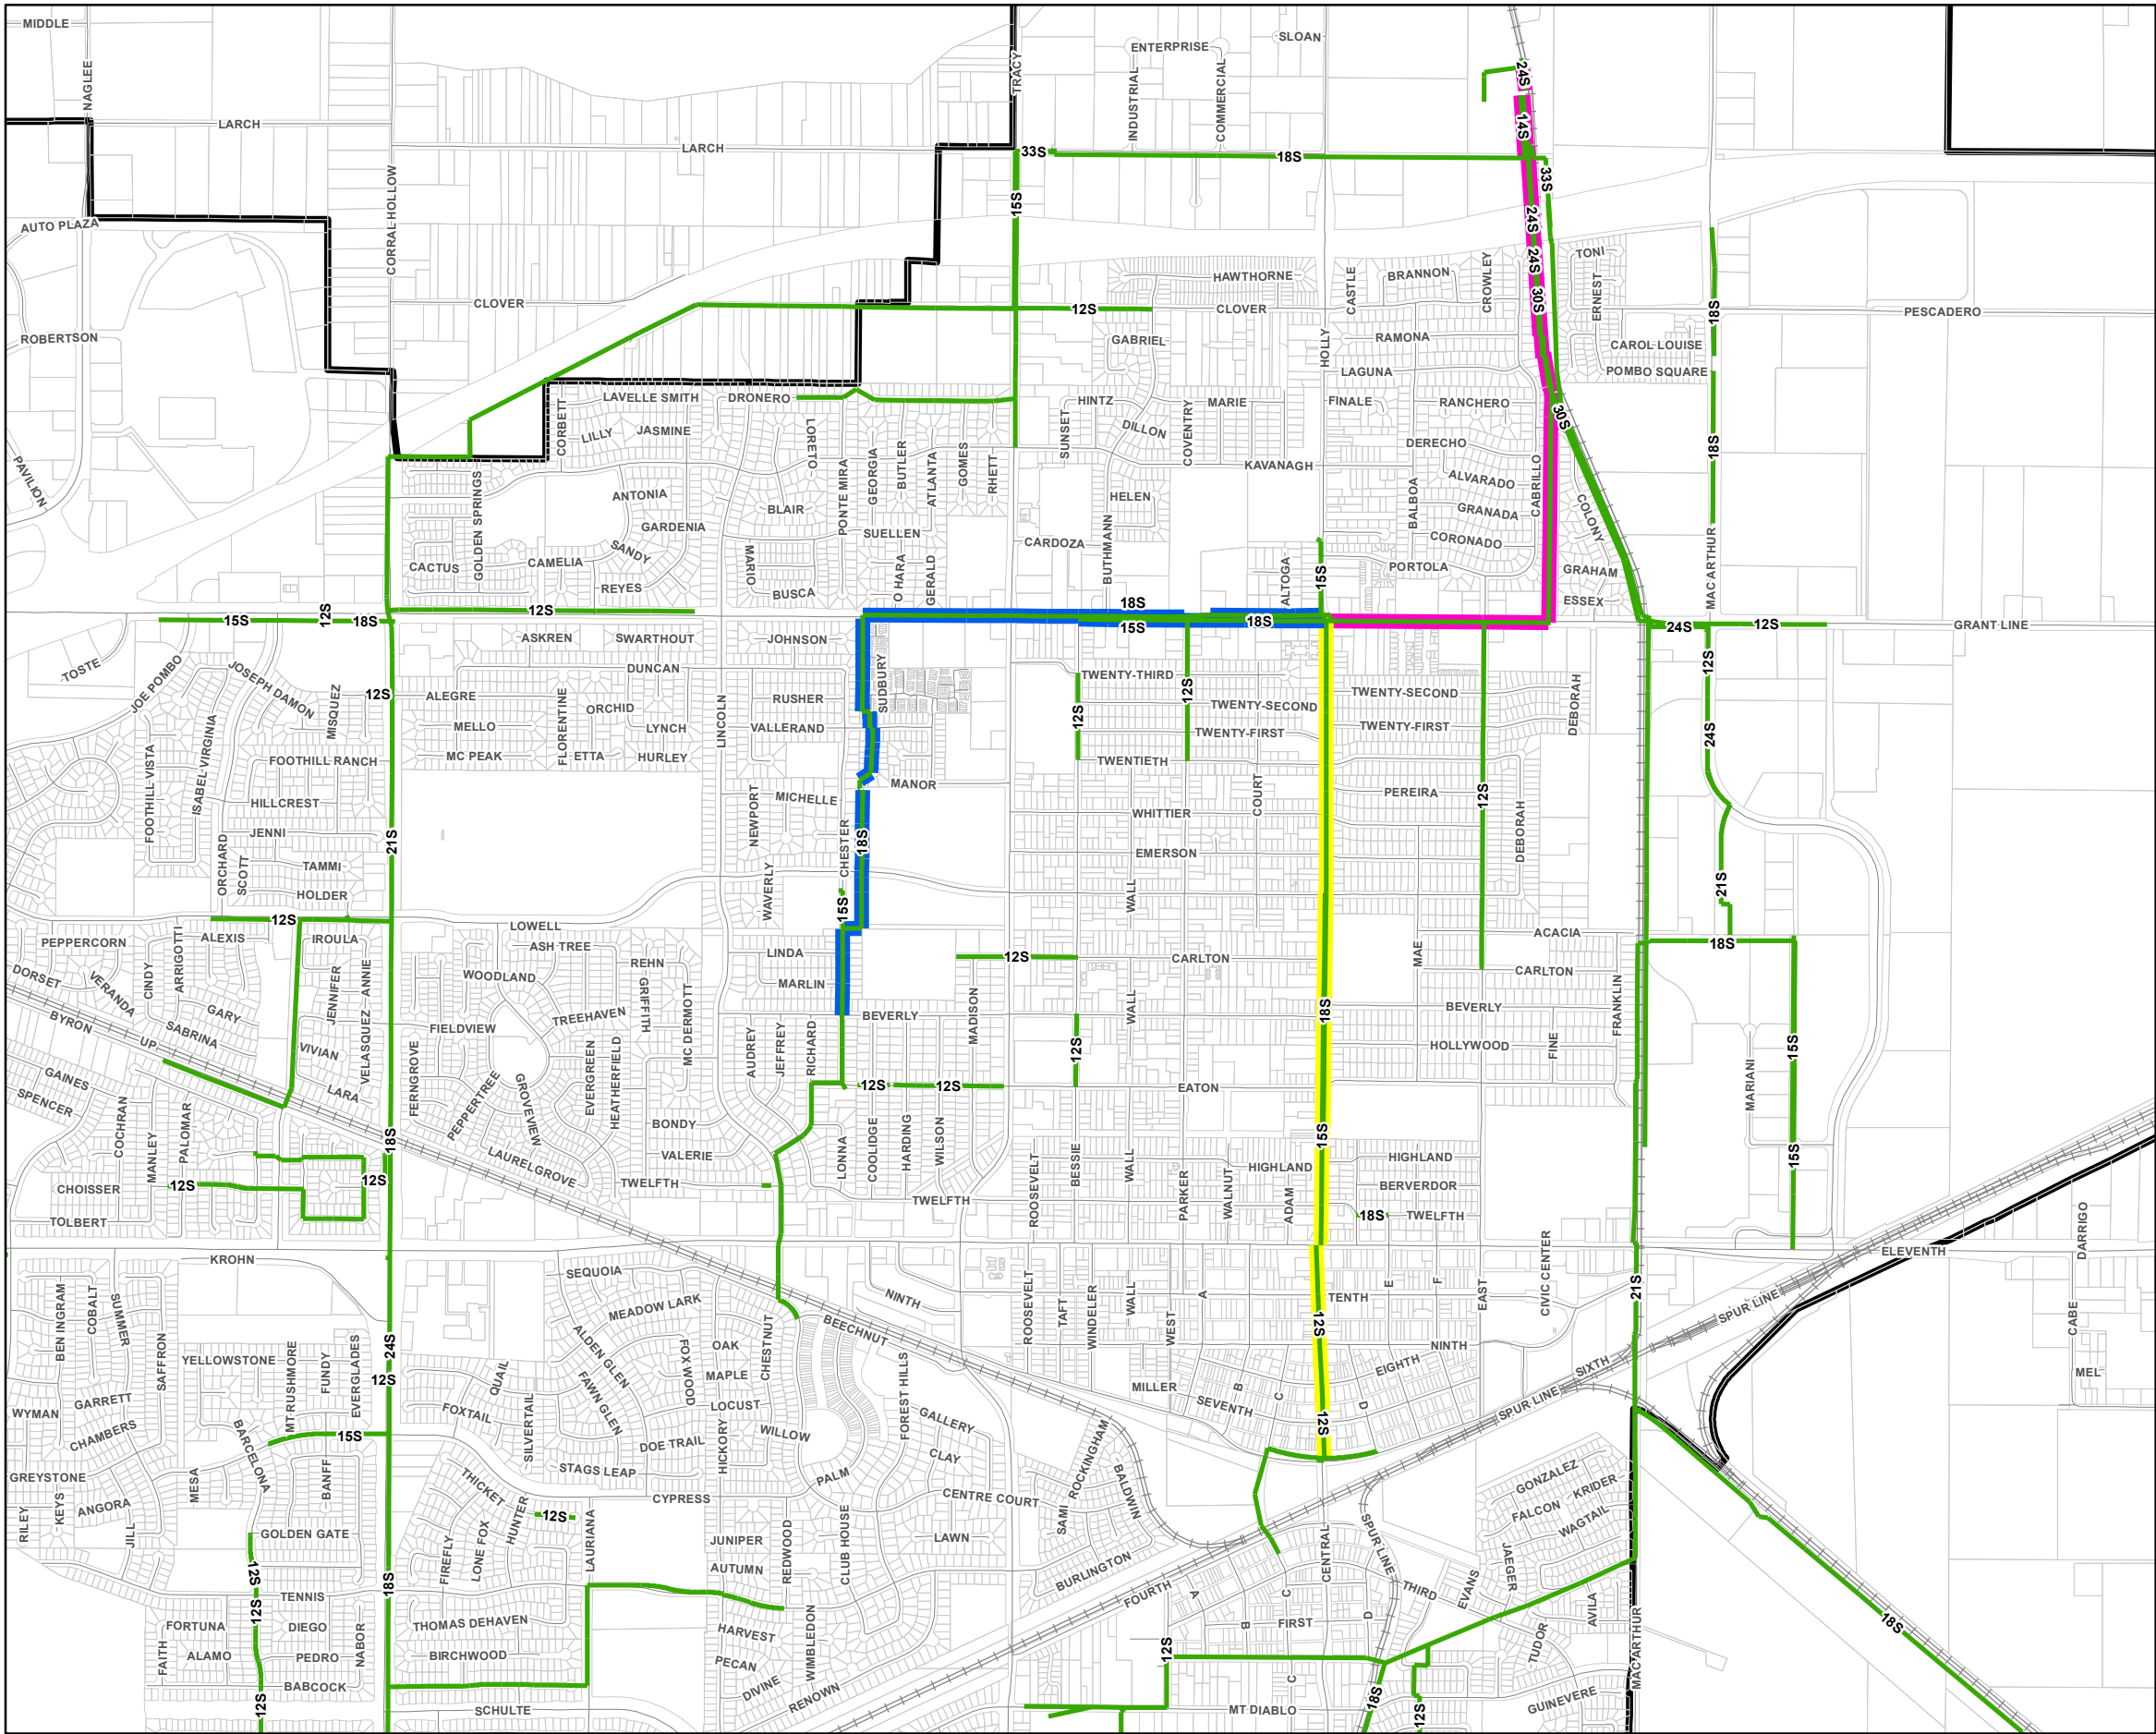 MIDDLE
NAGLEE
LARCH
AUTO PLAZA
CORRAL HOLLOW
LARCH
TRACY
ENTERPRISE
SLOAN
INDUSTRIAL
COMMERCIAL
24S
14S
33S
18S
33S
15S
24S
24S
30S
ROBERTSON
CLOVER
12S
HAWTHORNE
CLOVER
CASTLE
BRANNON
CROWLEY
TONI
ERNEST
18S
PESCADERO
GABRIEL
HOLLY
RAMONA
CAROL LOUISE
LAGUNA
POMBO SQUARE
PAVILION
CORBETT
LAVELLE SMITH
DRONERO
LILLY
JASMINE
LORETO
HINTZ
MARIE
FINALE
RANCHERO
30S
SUNSET
DILLON
COVENTRY
DERECHO
18S
KAVANAGH
GOLDEN SPRINGS
ANTONIA
GARDENIA
BLAIR
PONTE MIRA
GEORGIA
BUTLER
ATLANTA
GOMES
RHETT
HELEN
BALBOA
ALVARADO
GRANADA
CABRILLO
COLONY
SUELLEN
CARDOZA
BUTHMANN
CORONADO
CACTUS
CAMELIA
SANDY
REYES
MARIO
BUSCA
O HARA
GERALD
ALTOGA
15S
PORTOLA
GRAHAM
ESSEX
MAC ARTHUR
15S
12S
18S
12S
18S
15S
18S
24S
12S
GRANT LINE
TOSTE
JOE POMBO
JOSEPH DAMON
MISQUEZ
12S
ASKREN
SWARTHOUT
JOHNSON
DUNCAN
SUDBURY
TWENTY-THIRD
12S
ALEGRE
FLORENTINE
ORCHID
RUSHER
TWENTY-SECOND
TWENTY-SECOND
DEBORAH
12S
MELLO
LYNCH
LINCOLN
VALLERAND
12S
TWENTY-FIRST
TWENTY-FIRST
24S
FOOTHILL VISTA
ISABEL VIRGINIA
FOOTHILL RANCH
MC PEAK
ETTA
HURLEY
TWENTIETH
MANOR
COURT
PEREIRA
12S
HILLCREST
NEWPORT
MICHELLE
WHITTIER
JENNI
21S
CHESTER
18S
EMERSON
DEBORAH
ORCHARD
SCOTT
TAMMI
HOLDER
WAVERLY
15S
WALL
21S
21S
12S
LOWELL
PEPPERCORN
ALEXIS
IROULA
ASH TREE
ACACIA
18S
DORSET
VERANDA
CINDY
ARRIGOTTI
JENNIFER
ANNIE
WOODLAND
REHN
LINDA
12S
CARLTON
MAE
CARLTON
MARLIN
GARY
SABRINA
VELASQUEZ
GRIFFITH
MC DERMOTT
MADISON
WALL
18S
BEVERLY
FRANKLIN
BYRON
UP
VIVIAN
FIELDVIEW
TREEHAVEN
BEVERLY
12S
HOLLYWOOD
FINE
15S
GAINES
SPENCER
LARA
FERNGROVE
PEPPERTREE
GROVEVIEW
EVERGREEN
HEATHERFIELD
AUDREY
JEFFREY
RICHARD
12S
12S
EATON
MARIANI
COCHRAN
MANLEY
PALOMAR
18S
LAURELGROVE
BONDY
VALERIE
LONNA
COOLIDGE
HARDING
WILSON
ROOSEVELT
BESSIE
WALL
15S
HIGHLAND
HIGHLAND
15S
CHOISSER
12S
12S
TWELFTH
TWELFTH
PARKER
WALNUT
ADAM
BERVERDOR
TOLBERT
18S
TWELFTH
DARRIGO
KROHN
ELEVENTH
CIVIC CENTER
SEQUOIA
BEN INGRAM
COBALT
SUMMER
SAFFRON
MEADOW LARK
NINTH
ROOSEVELT
TAFT
WINDELER
WALL
A
TENTH
E
F
EAST
21S
SPUR LINE
BEECHNUT
WEST
12S
CABE
24S
ALDEN GLEN
FOXWOOD
OAK
CHESTNUT
NINTH
YELLOWSTONE
MT RUSHMORE
FUNDY
EVERGLADES
12S
QUAIL
FAWN GLEN
MAPLE
FOREST HILLS
MILLER
B
C
EIGHTH
SIXTH
MEL
GARRETT
WYMAN
CHAMBERS
BARCELONA
FOXTAIL
SILVERTAIL
LOCUST
WILLOW
GALLERY
SEVENTH
12S
D
SPUR LINE
15S
DOE TRAIL
HICKORY
CLAY
ROCKINGHAM
GREYSTONE
MESA
BANFF
THICKET
STAGS LEAP
PALM
BALDWIN
GONZALEZ
KRIDER
RILEY
KEYS
ANGORA
JILL
HUNTER
12S
CYPRESS
CENTRE COURT
SAMI
FALCON
WAGTAIL
GOLDEN GATE
LONE FOX
FIREFLY
LAURIANA
JUNIPER
REDWOOD
CLUB HOUSE
LAWN
CENTRAL
SPUR LINE
JAEGER
12S
AUTUMN
BURLINGTON
FOURTH
THIRD
EVANS
18S
TENNIS
12S
FORTUNA
DIEGO
THOMAS DEHAVEN
HARVEST
WIMBLEDON
A
B
C
FIRST
D
AVILA
18S
FAITH
ALAMO
PEDRO
NABOR
BIRCHWOOD
PECAN
12S
TUDOR
MAC ARTHUR
BABCOCK
DIVINE
RENOWN
C
12S
SCHULTE
MT DIABLO
18S
12S
GUINEVERE